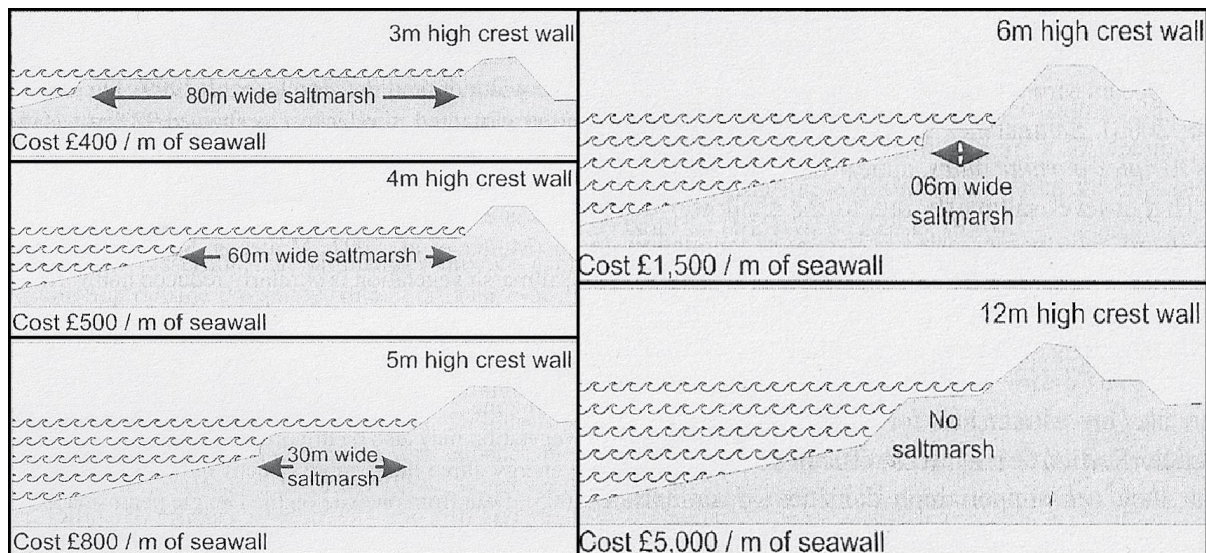 3m high crest wall
80m wide saltmarsh
Cost £400 / m of seawall
4m high crest wall
60m wide saltmarsh
Cost £500 / m of seawall
5m high crest wall
30m wide
saltmarsh
Cost £800 / m of seawall
6m high crest wall
06m wide
saltmarsh
Cost £1,500 / m of seawall
12m high crest wall
No
saltmarsh
Cost £5,000 / m of seawall